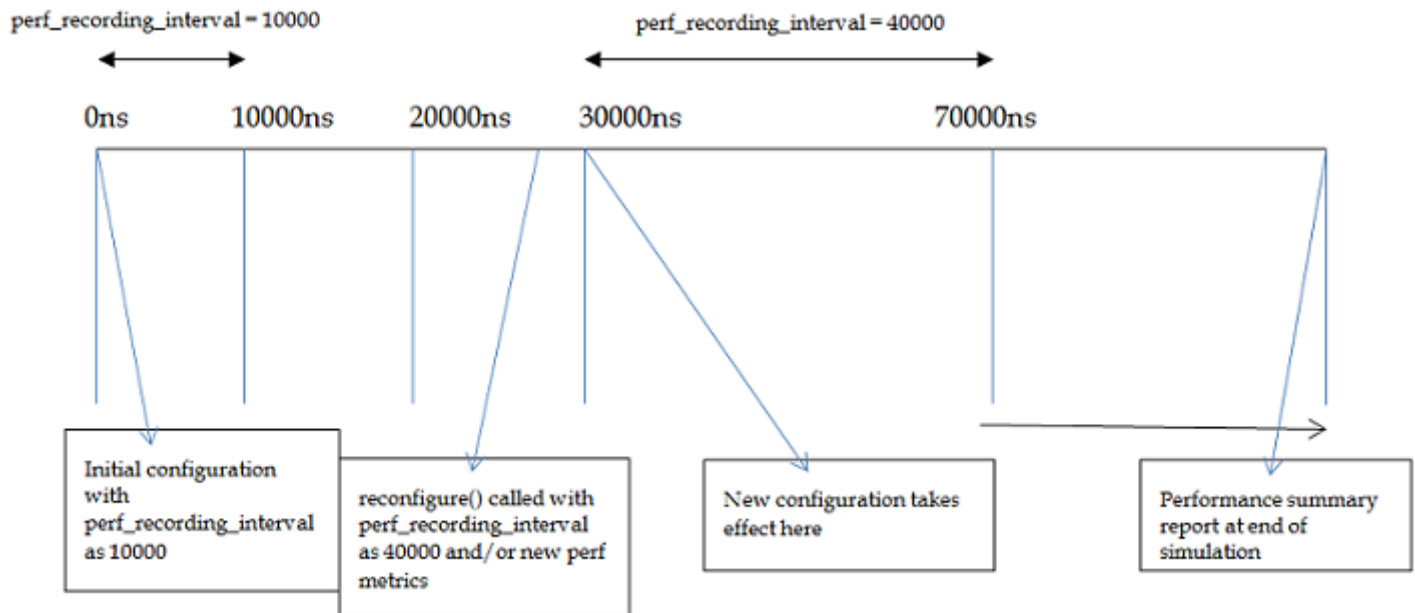 perf_recording_interval = 10000
perf_recording_interval = 40000
0ns
10000ns
20000ns
30000ns
70000ns
Initial configuration
with
perf_recording_interval
as 10000
reconfigure() called with
perf_recording_interval
as 40000 and/or new perf
metrics
New configuration takes
effect here
Performance summary
report at end of
simulation